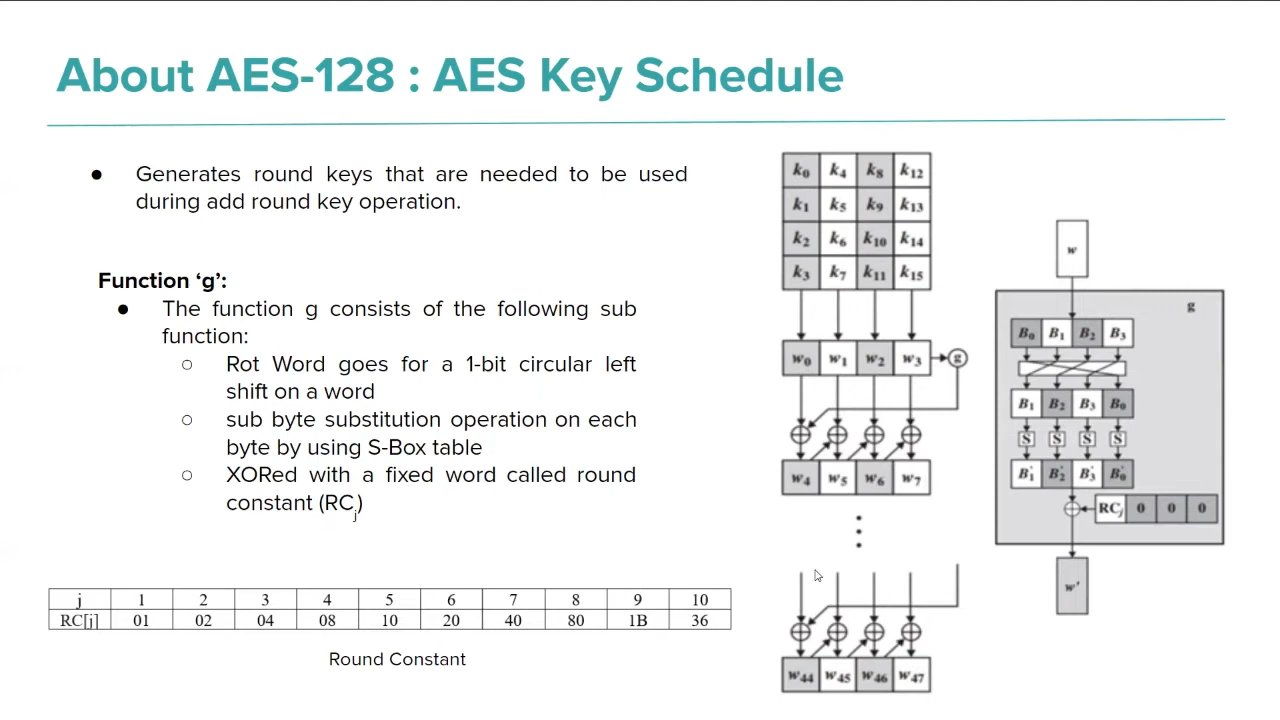 About AES-128 : AES Key Schedule
● Generates round keys that are needed to be used
during add round key operation.
Function ‘g’:
● The function g consists of the following sub
function:
○ Rot Word goes for a 1-bit circular left
shift on a word
○ sub byte substitution operation on each
byte by using S-Box table
○ XORed with a fixed word called round
constant (RCj)
j 1 2 3 4 5 6 7 8 9 10
RC[j] 01 02 04 08 10 20 40 80 1B 36
Round Constant
k0 k4 k8 k12
k1 k5 k9 k13
k2 k6 k10 k14
k3 k7 k11 k15
w0 w1 w2 w3 g
w4 w5 w6 w7
w44 w45 w46 w47
w
g
B0 B1 B2 B3
B1 B2 B3 B0
S S S S
B1' B2' B3' B0'
RCj 0 0 0
w'